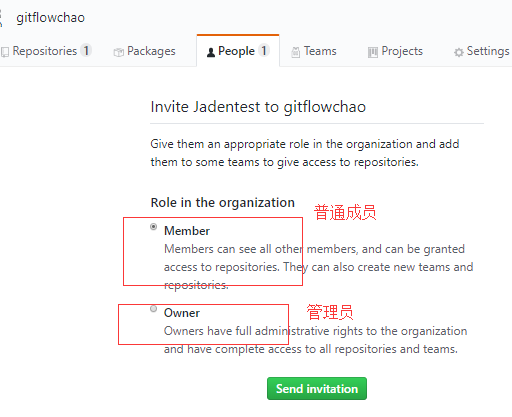 gitflowchao
Repositories 1 Packages People 1 Teams Projects Settings
Invite Jadentest to gitflowchao
Give them an appropriate role in the organization and add
them to some teams to give access to repositories.
Role in the organization
普通成员
Member
Members can see all other members, and can be granted
access to repositories. They can also create new teams and
repositories.
Owner
管理员
Owners have full administrative rights to the organization
and have complete access to all repositories and teams.
Send invitation